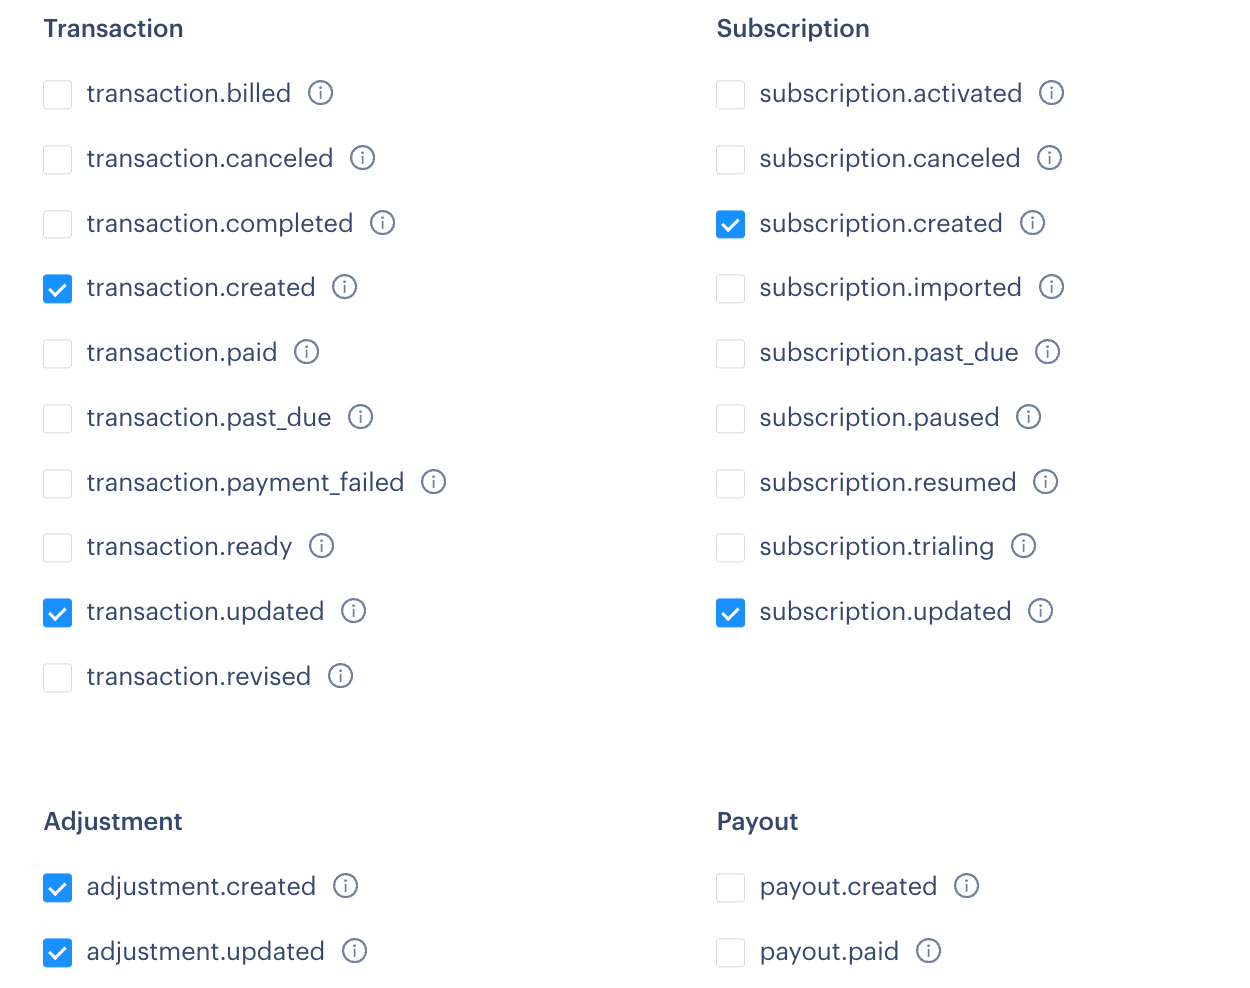 Transaction
transaction.billed
transaction.canceled
transaction.completed
transaction.created
transaction.paid
transaction.past_due
transaction.payment_failed
transaction.ready
transaction.updated
transaction.revised
Subscription
subscription.activated
subscription.canceled
subscription.created
subscription.imported
subscription.past_due
subscription.paused
subscription.resumed
subscription.trialing
subscription.updated
Adjustment
adjustment.created
adjustment.updated
Payout
payout.created
payout.paid